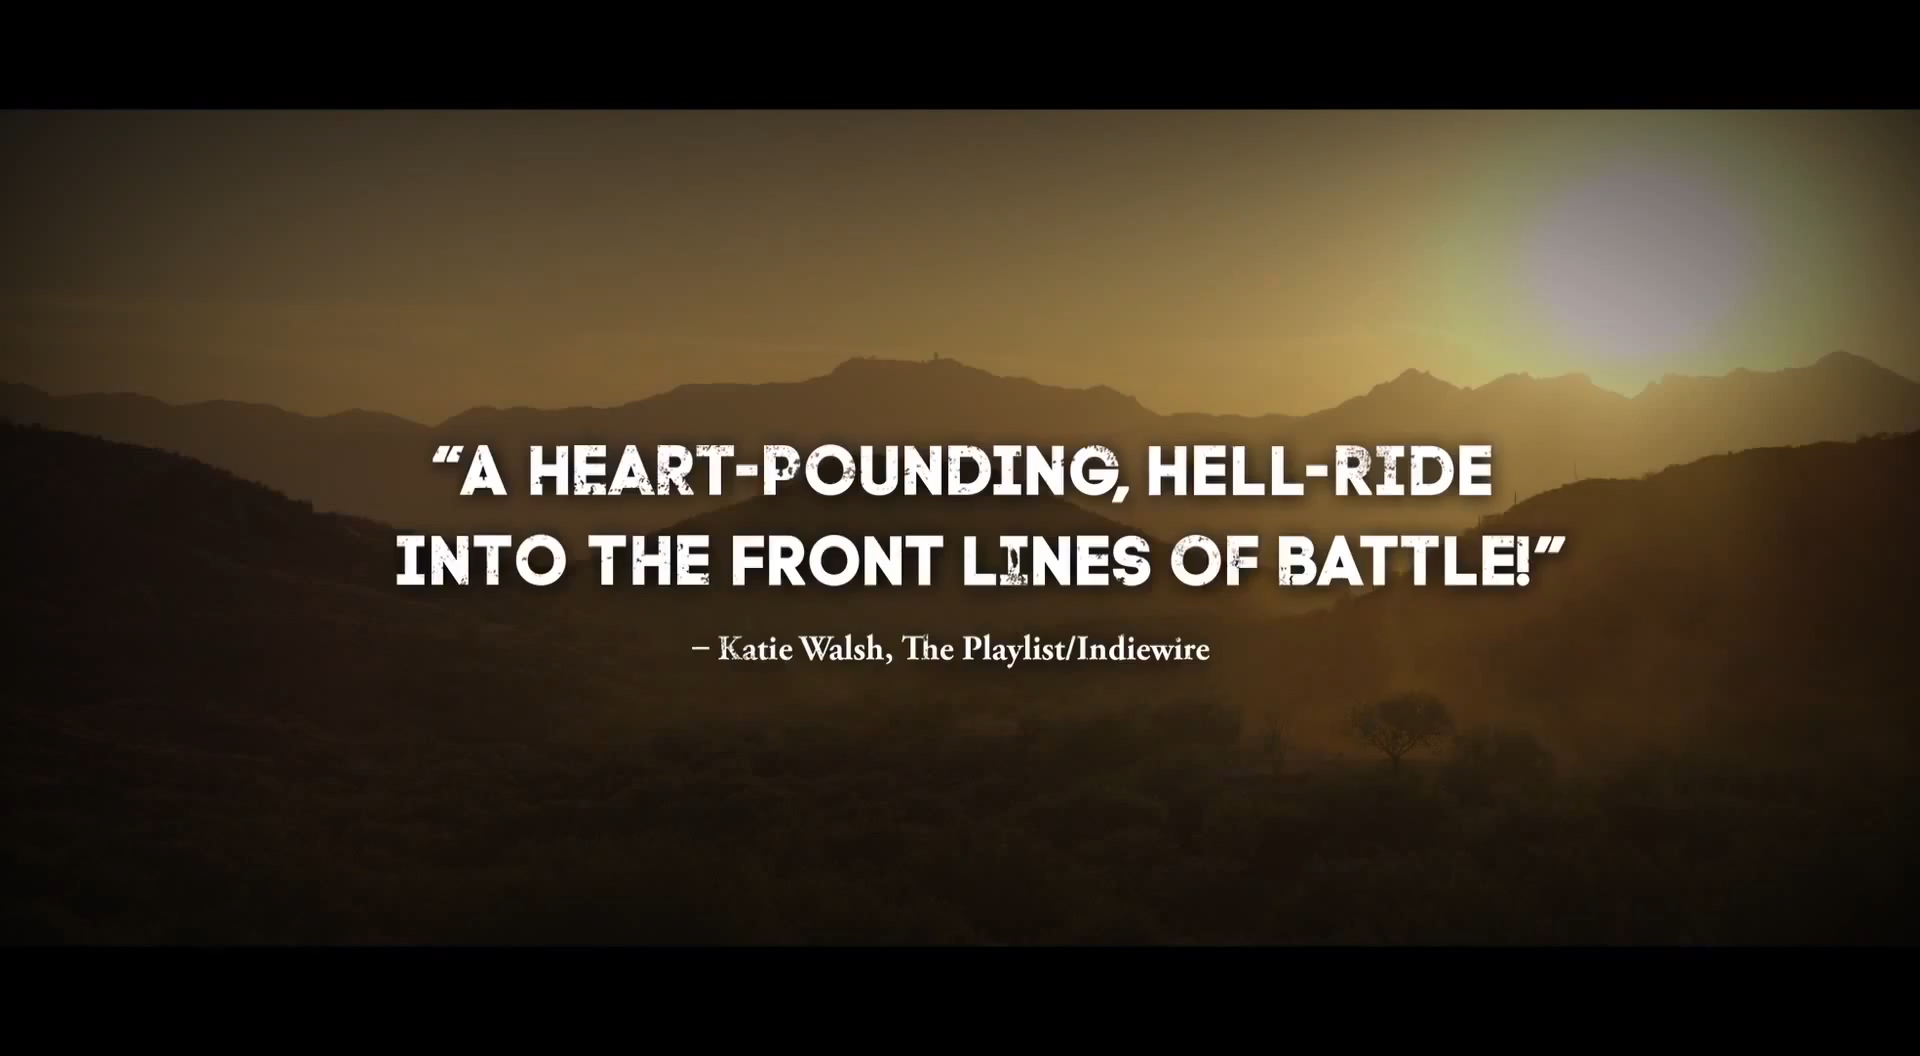 “A HEART-POUNDING, HELL-RIDE
INTO THE FRONT LINES OF BATTLE!”
– Katie Walsh, The Playlist/Indiewire